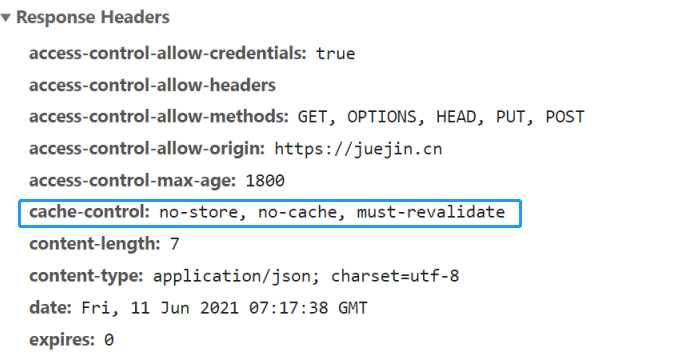 Response Headers
access-control-allow-credentials: true
access-control-allow-headers
access-control-allow-methods: GET, OPTIONS, HEAD, PUT, POST
access-control-allow-origin: https://juejin.cn
access-control-max-age: 1800
cache-control: no-store, no-cache, must-revalidate
content-length: 7
content-type: application/json; charset=utf-8
date: Fri, 11 Jun 2021 07:17:38 GMT
expires: 0